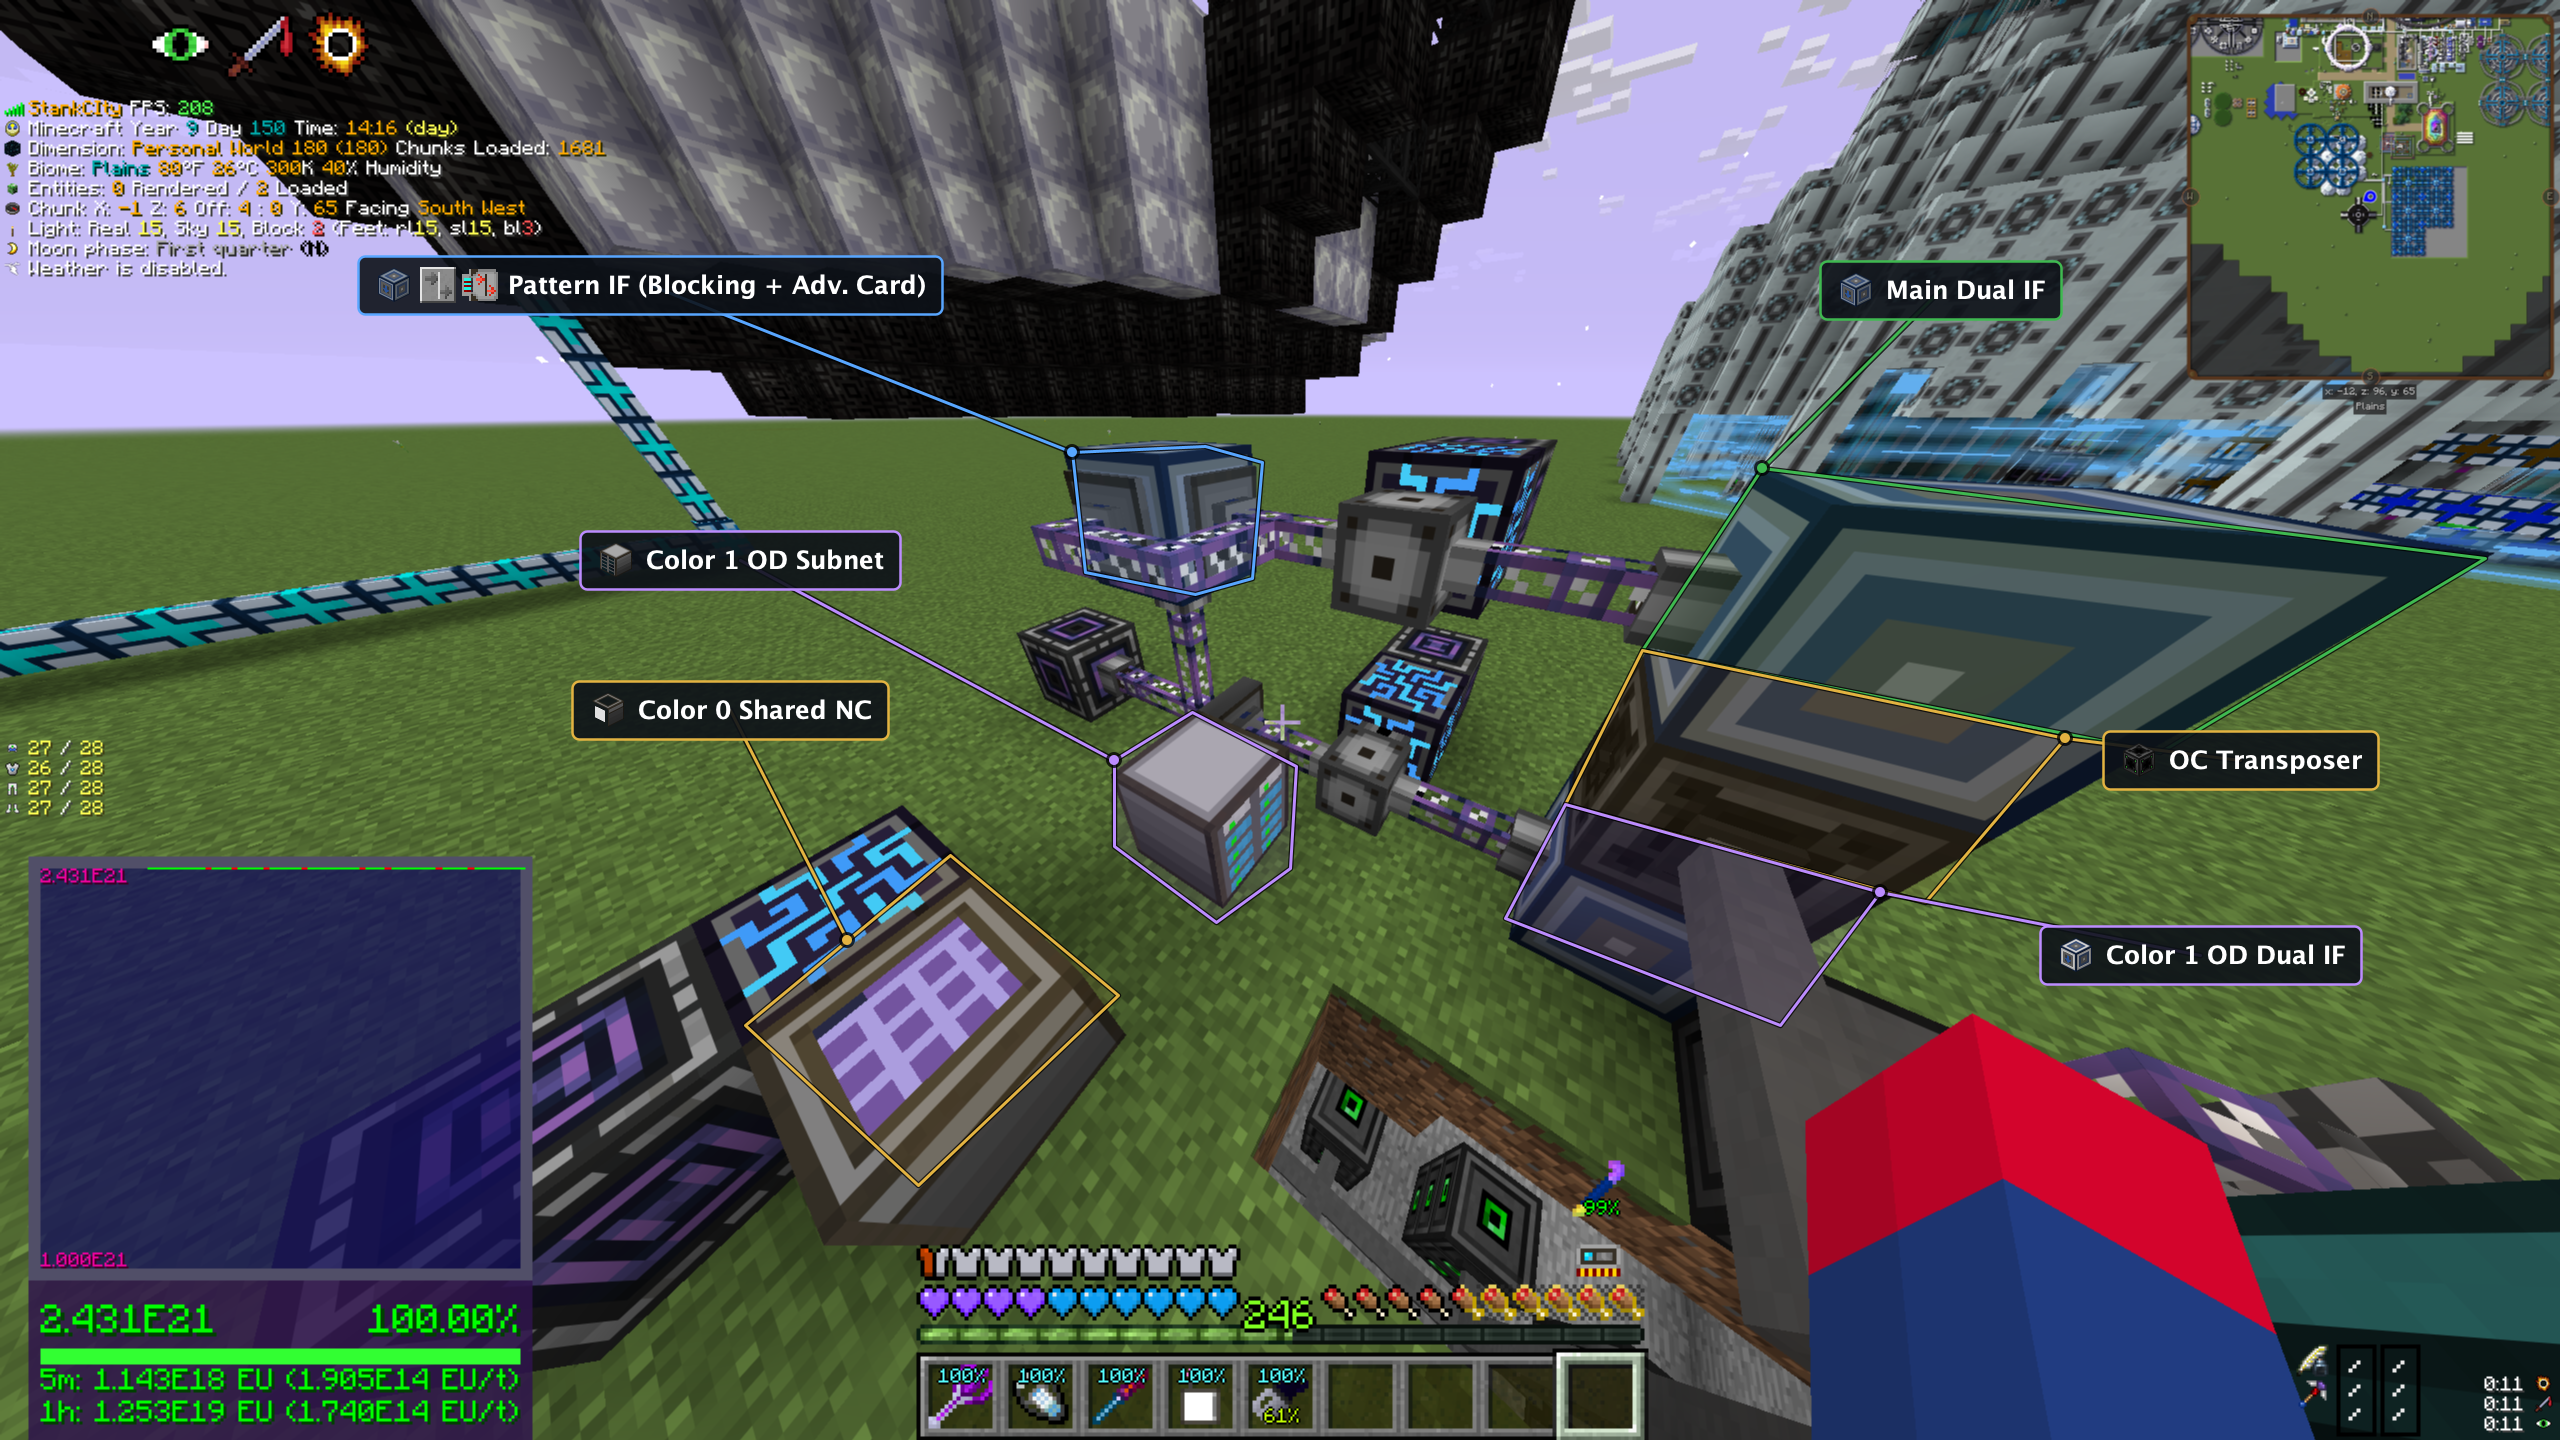 StankCIty FPS: 208
Minecraft Year 9 Day 150 Time: 14:16 (day)
Dimension: Personal World 180 (180) Chunks Loaded: 1681
Biome: Plains 80°F 26°C 300K 40% Humidity
Entities: 0 Rendered / 2 Loaded
Chunk X: -1 Z: 6 Off: 4 : 0 Y: 65 Facing South West
Light: Real 15, Sky 15, Block 2 (Feet: rl15, sl15, bl3)
Moon phase: First quarter (N)
Weather is disabled.
Pattern IF (Blocking + Adv. Card)
Main Dual IF
x: -12, z: 96, y: 65
Plains
Color 1 OD Subnet
Color 0 Shared NC
OC Transposer
Color 1 OD Dual IF
27 / 28
26 / 28
27 / 28
27 / 28
2.431E21
1.000E21
2.431E21 100.00%
5m: 1.143E18 EU (1.905E14 EU/t)
1h: 1.253E19 EU (1.740E14 EU/t)
99%
246
100% 100% 100% 100% 100%
61%
0:11
0:11
0:11